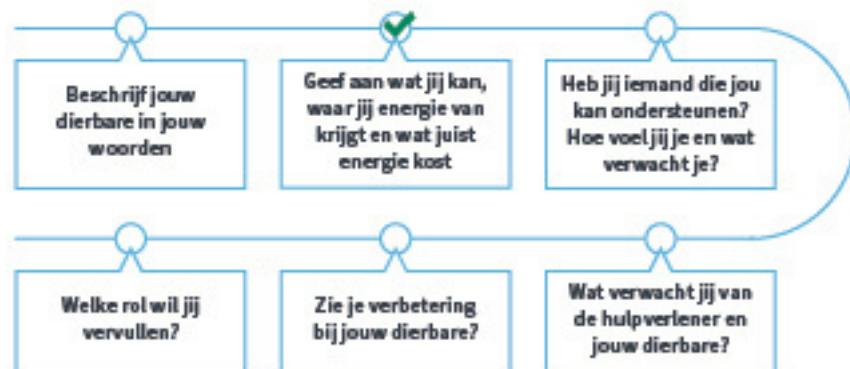 Beschrijf jouw
dierbare in jouw
woorden
Geef aan wat jij kan,
waar jij energie van
krijgt en wat juist
energie kost
Heb jij iemand die jou
kan ondersteunen?
Hoe voel jij je en wat
verwacht je?
Welke rol wil jij
vervullen?
Zie je verbetering
bij jouw dierbare?
Wat verwacht jij van
de hulpverlener en
jouw dierbare?